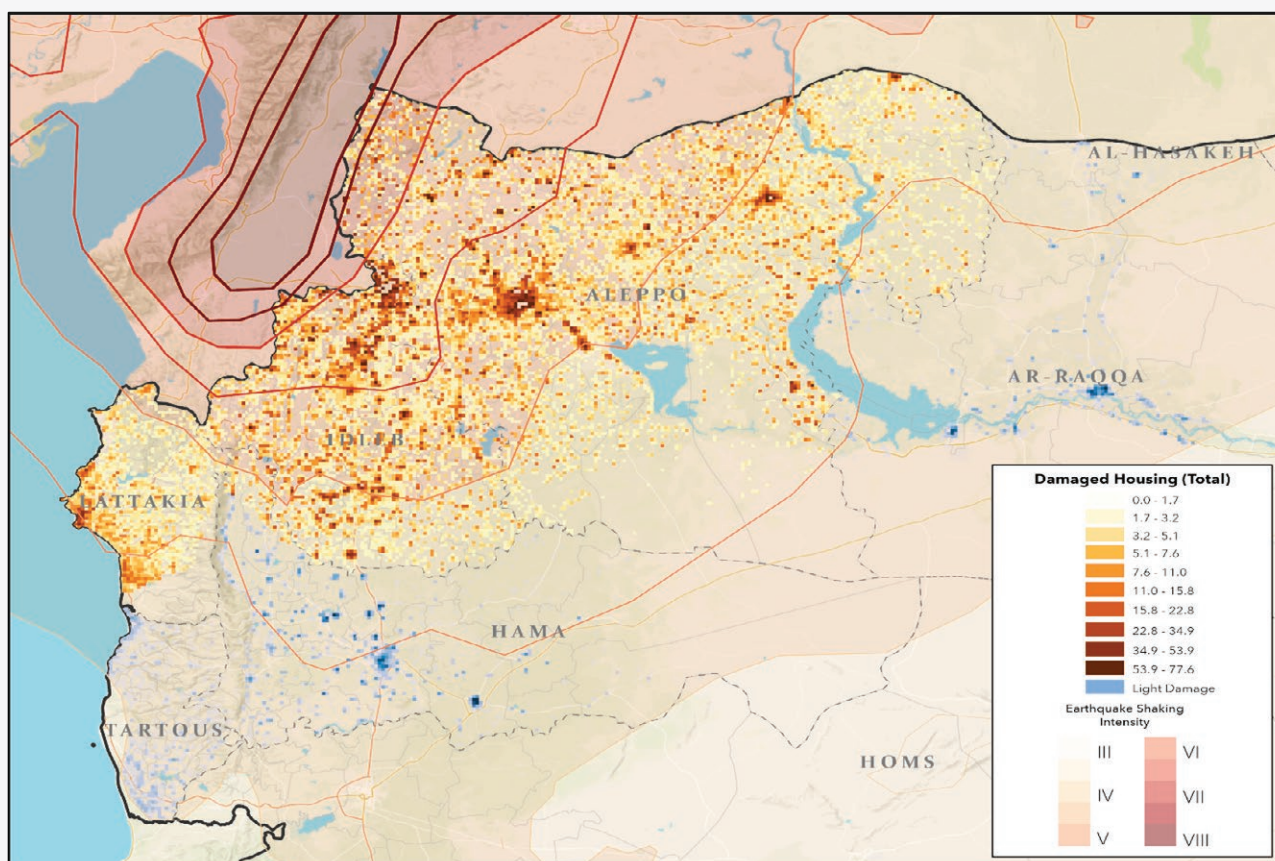 AL-HASAKEH
ALEPPO
AR-RAQQA
IDLEB
LATTAKIA
HAMA
TARTOUS
HOMS
Damaged Housing (Total)
0.0 - 1.7
1.7 - 3.2
3.2 - 5.1
5.1 - 7.6
7.6 - 11.0
11.0 - 15.8
15.8 - 22.8
22.8 - 34.9
34.9 - 53.9
53.9 - 77.6
Light Damage
Earthquake Shaking
Intensity
III
VI
IV
VII
V
VIII